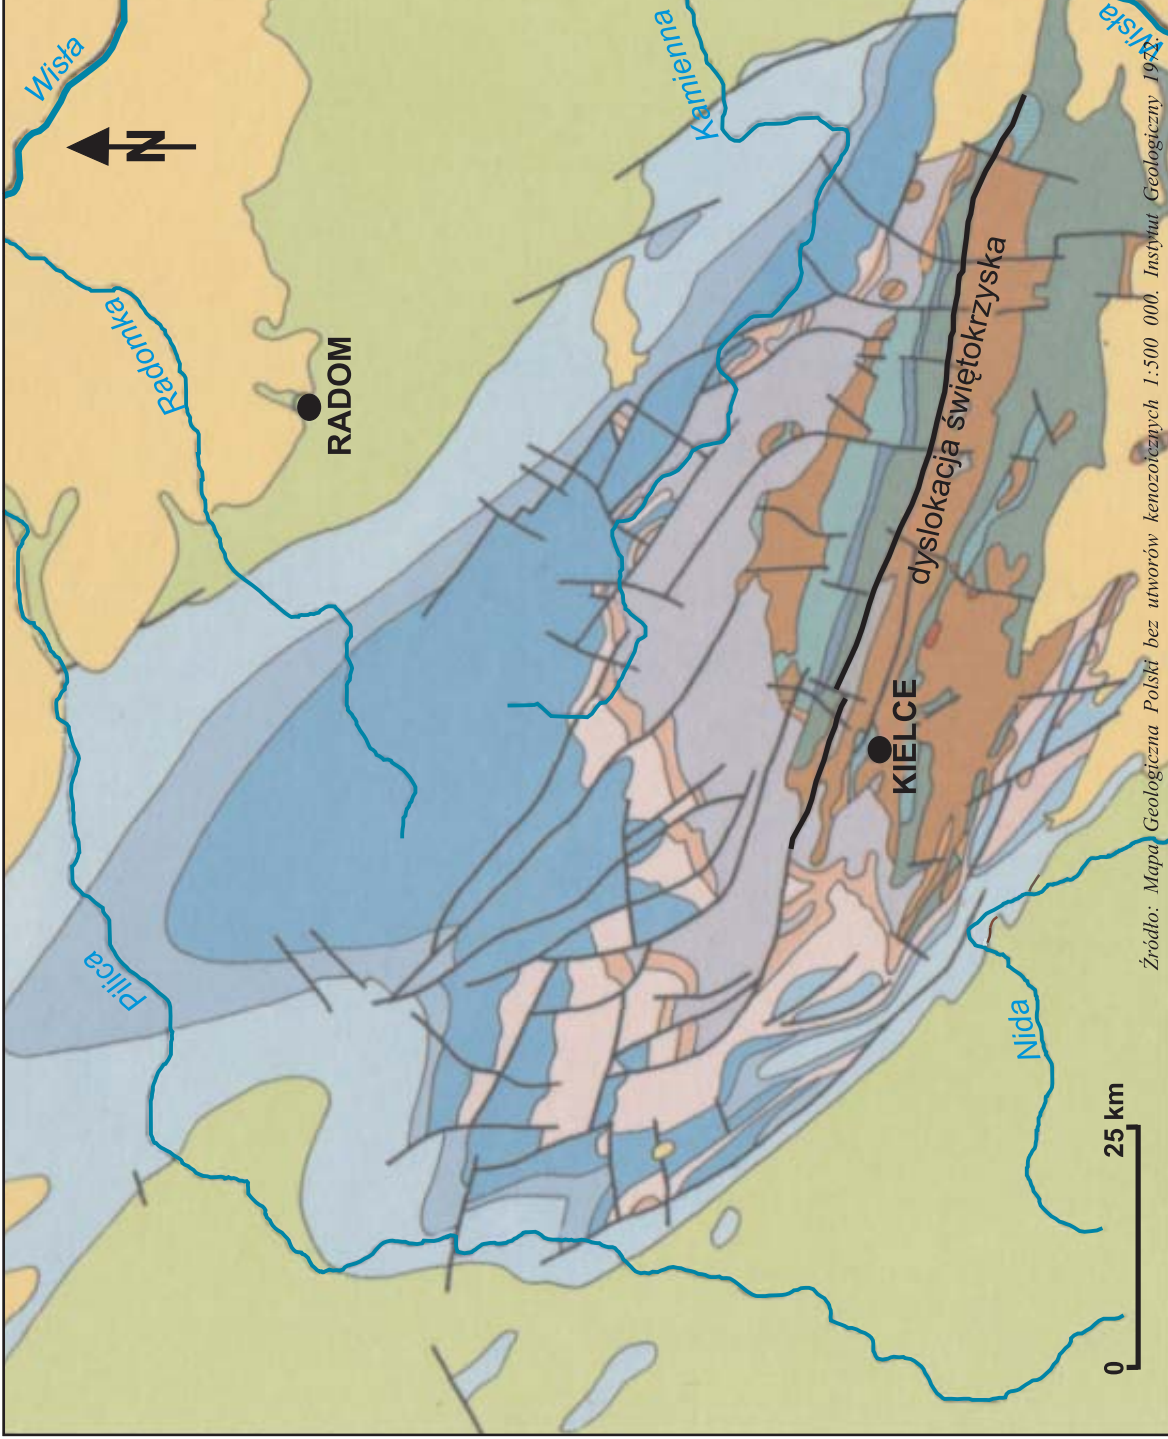 Wisła
N
Radomka
RADOM
Kamienna
Wisła
Pilica
dyslokacja świętokrzyska
KIELCE
Nida
0
25 km
Źródło: Mapa Geologiczna Polski bez utworów kenozoicznych 1:500 000. Instytut Geologiczny